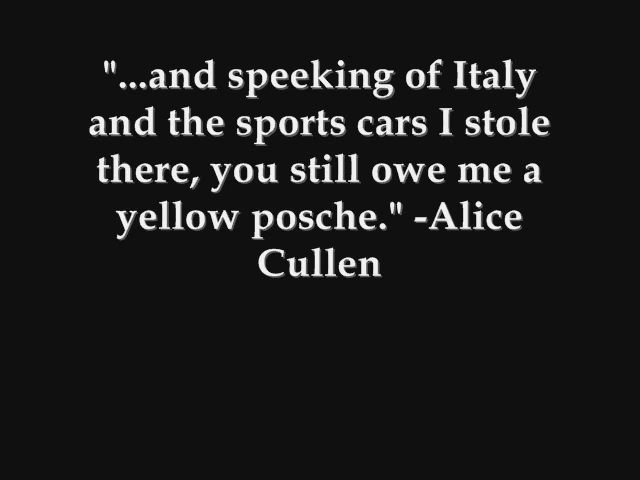 "...and speeking of Italy
and the sports cars I stole
there, you still owe me a
yellow posche." -Alice
Cullen